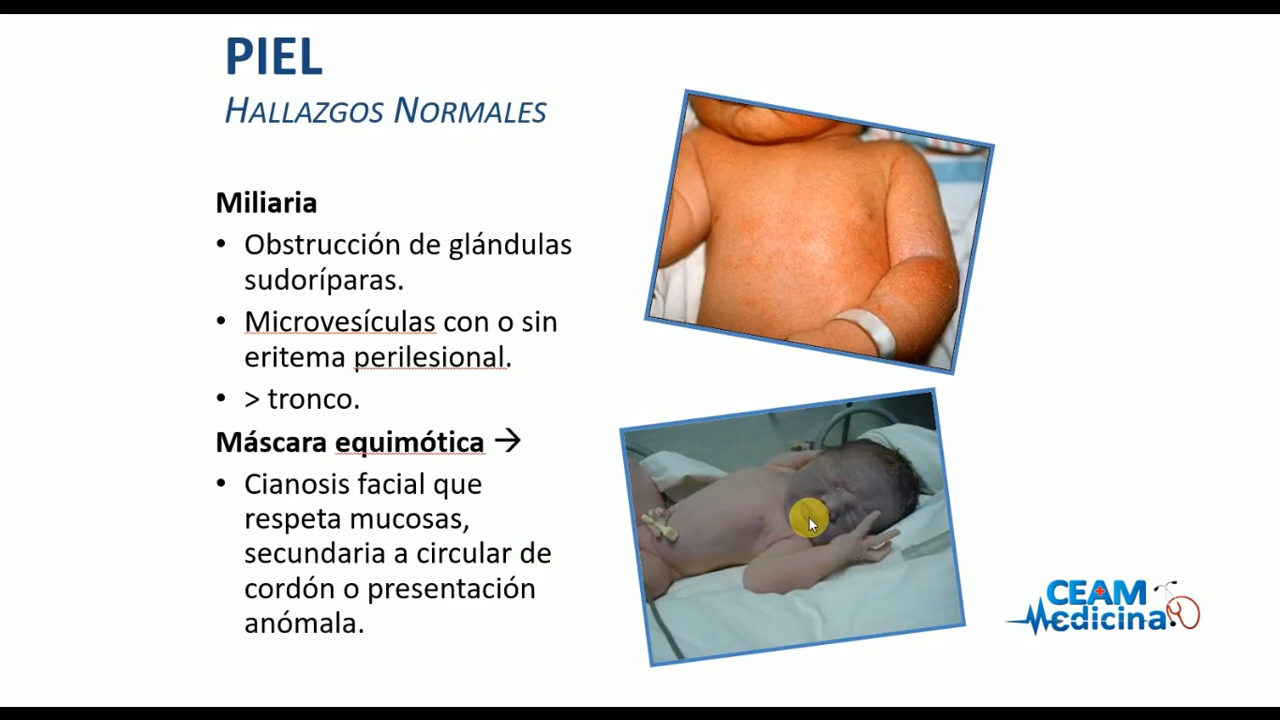 PIEL
HALLAZGOS NORMALES
Miliaria
• Obstrucción de glándulas
sudoríparas.
• Microvesículas con o sin
eritema perilesional.
• > tronco.
Máscara equimótica →
• Cianosis facial que
respeta mucosas,
secundaria a circular de
cordón o presentación
anómala.
CEAM
Medicina